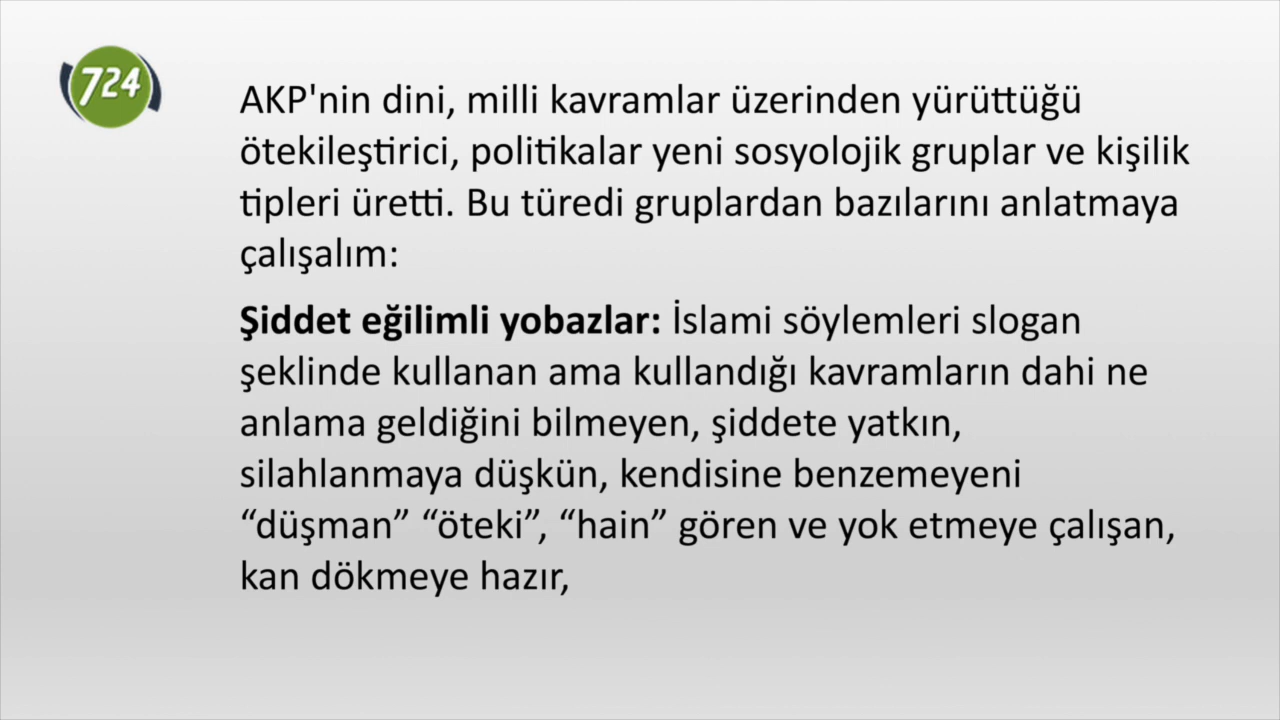 724
AKP'nin dini, milli kavramlar üzerinden yürüttüğü
ötekileştirici, politikalar yeni sosyolojik gruplar ve kişilik
tipleri üretti. Bu türedi gruplardan bazılarını anlatmaya
çalışalım:
Şiddet eğilimli yobazlar: İslami söylemleri slogan
şeklinde kullanan ama kullandığı kavramların dahi ne
anlama geldiğini bilmeyen, şiddete yatkın,
silahlanmaya düşkün, kendisine benzemeyeni
“düşman” “öteki”, “hain” gören ve yok etmeye çalışan,
kan dökmeye hazır,